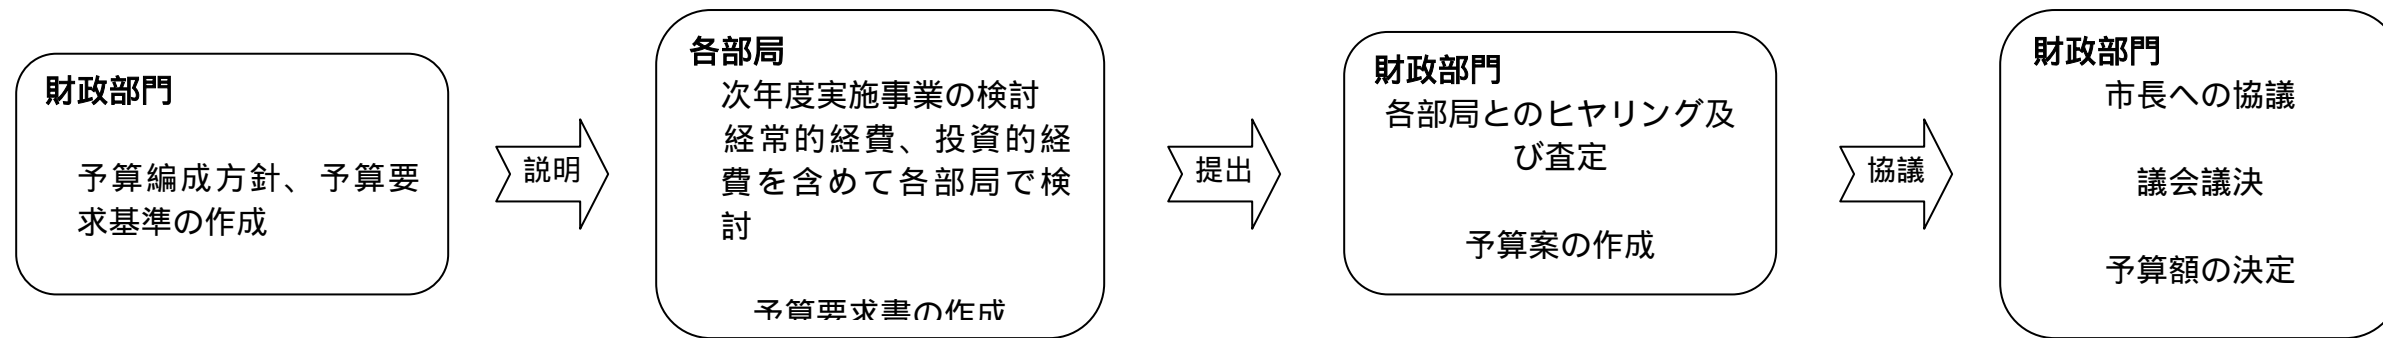 財政部門
予算編成方針、予算要
求基準の作成
説明
各部局
次年度実施事業の検討
経常的経費、投資的経
費を含めて各部局で検
討
予算要求書の作成
提出
財政部門
各部局とのヒヤリング及
び査定
予算案の作成
協議
財政部門
市長への協議
議会議決
予算額の決定